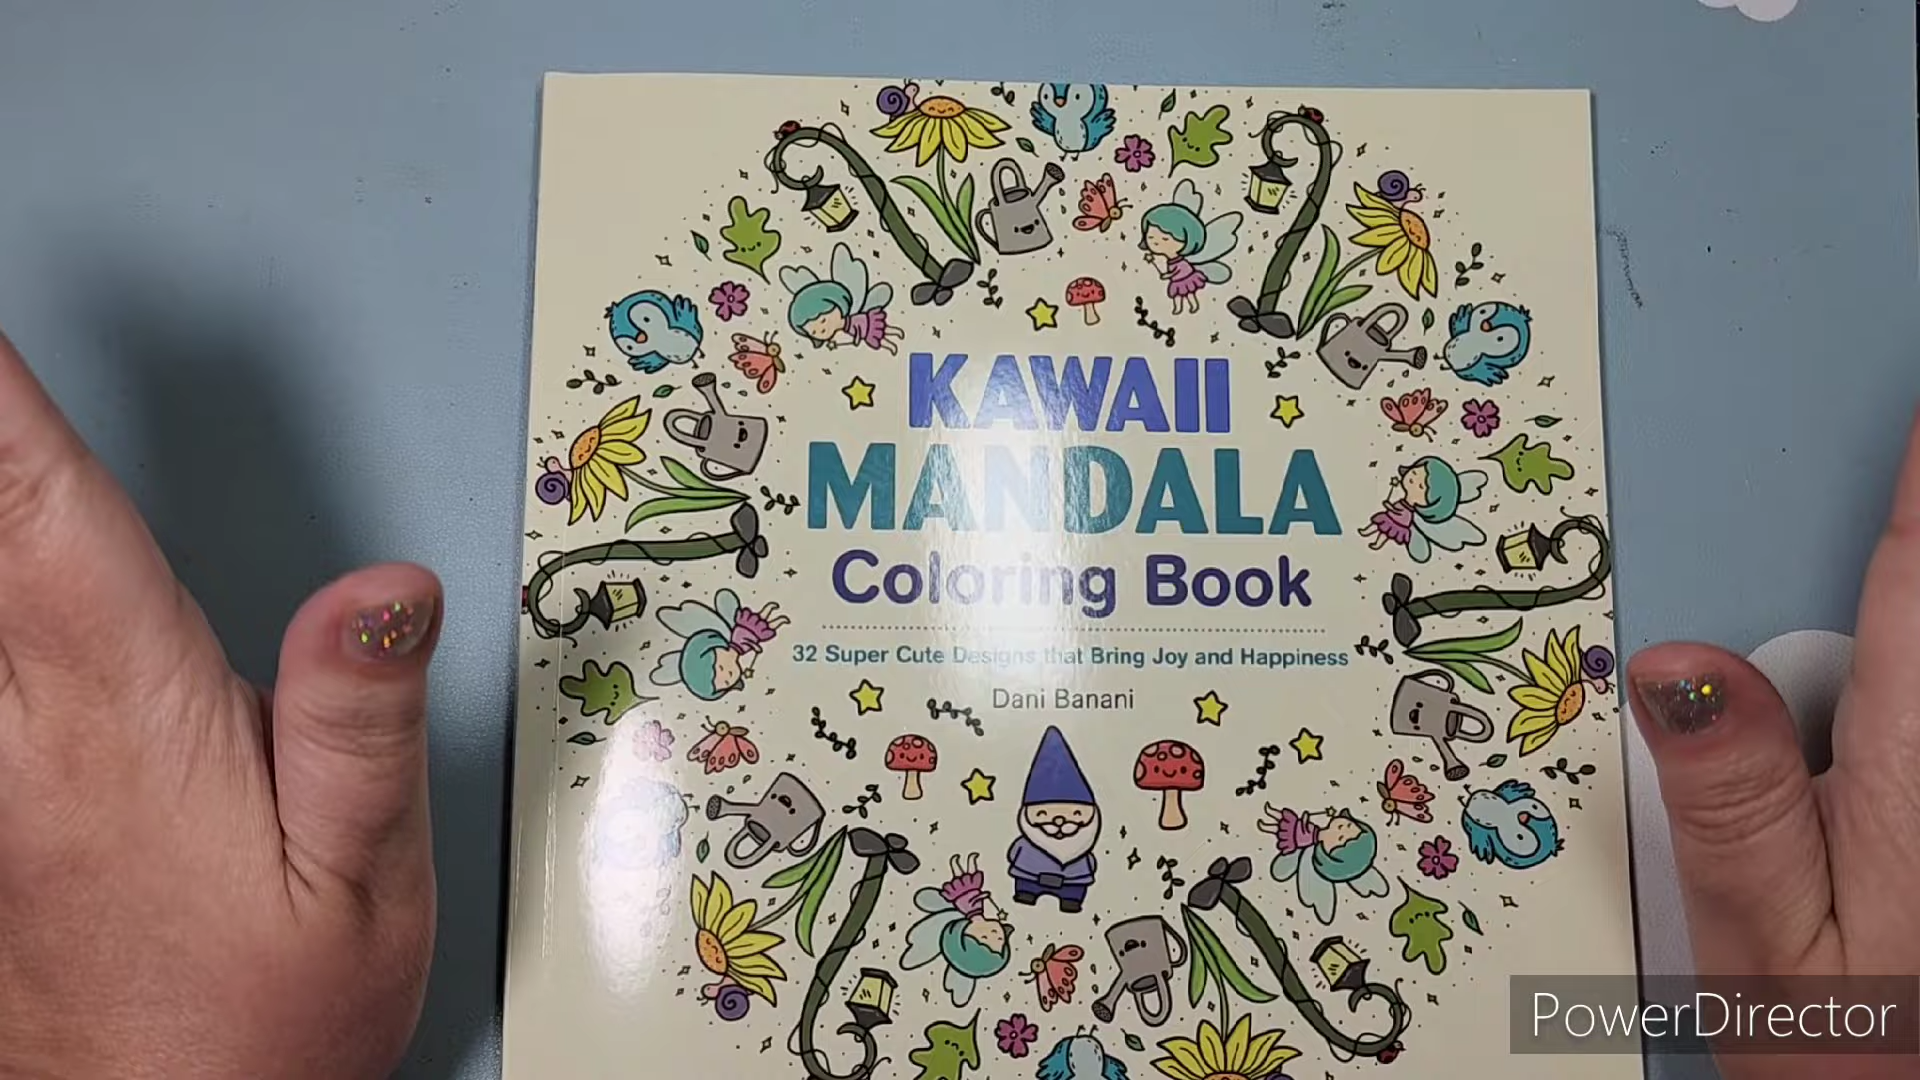 KAWAII
MANDALA
Coloring Book
32 Super Cute Designs that Bring Joy and Happiness
Dani Banani
PowerDirector